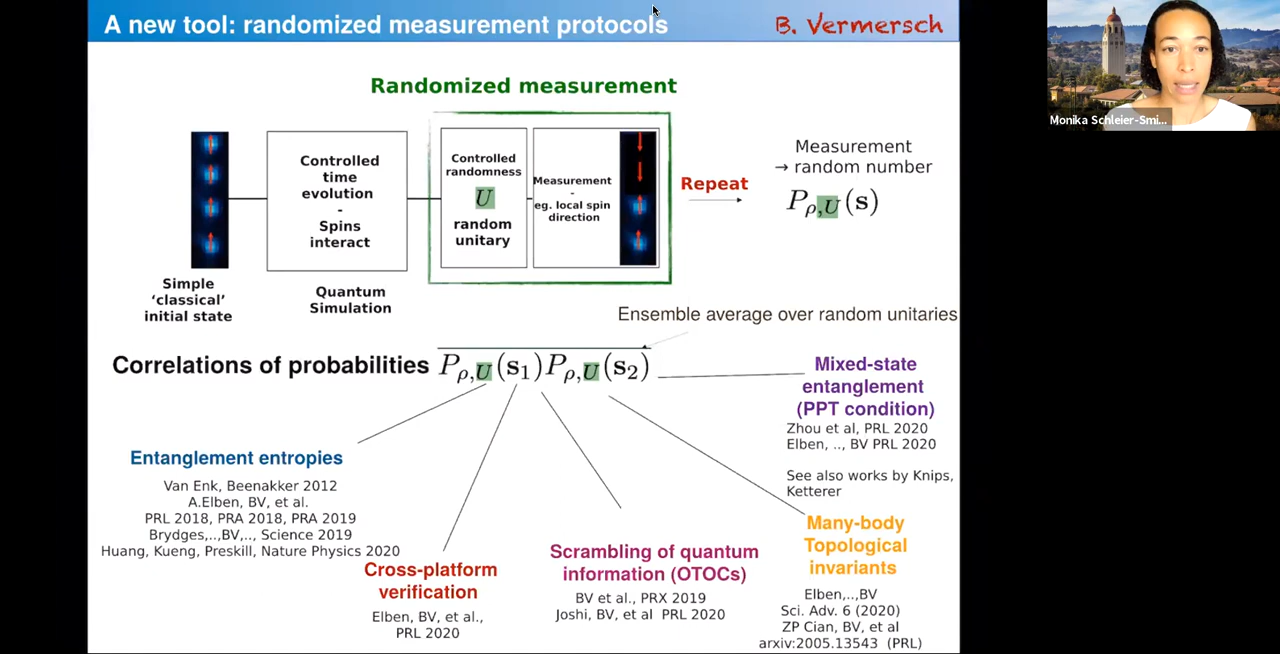 A new tool: randomized measurement protocols
B. Vermersch
Monika Schleier-Smi...
Randomized measurement
Controlled
time
evolution
-
Spins
interact
Controlled
randomness
U
random
unitary
Measurement
-
eg. local spin
direction
Repeat
Measurement
→ random number
P_{ρ,U}(s)
Simple
‘classical’
initial state
Quantum
Simulation
Ensemble average over random unitaries
Correlations of probabilities \overline{P_{ρ,U}(s_1)P_{ρ,U}(s_2)}
Mixed-state
entanglement
(PPT condition)
Zhou et al, PRL 2020
Elben, .., BV PRL 2020
See also works by Knips,
Ketterer
Entanglement entropies
Van Enk, Beenakker 2012
A.Elben, BV, et al.
PRL 2018, PRA 2018, PRA 2019
Brydges,..,BV,.., Science 2019
Huang, Kueng, Preskill, Nature Physics 2020
Cross-platform
verification
Elben, BV, et al.,
PRL 2020
Scrambling of quantum
information (OTOCs)
BV et al., PRX 2019
Joshi, BV, et al PRL 2020
Many-body
Topological
invariants
Elben,..,BV
Sci. Adv. 6 (2020)
ZP Cian, BV, et al
arxiv:2005.13543 (PRL)